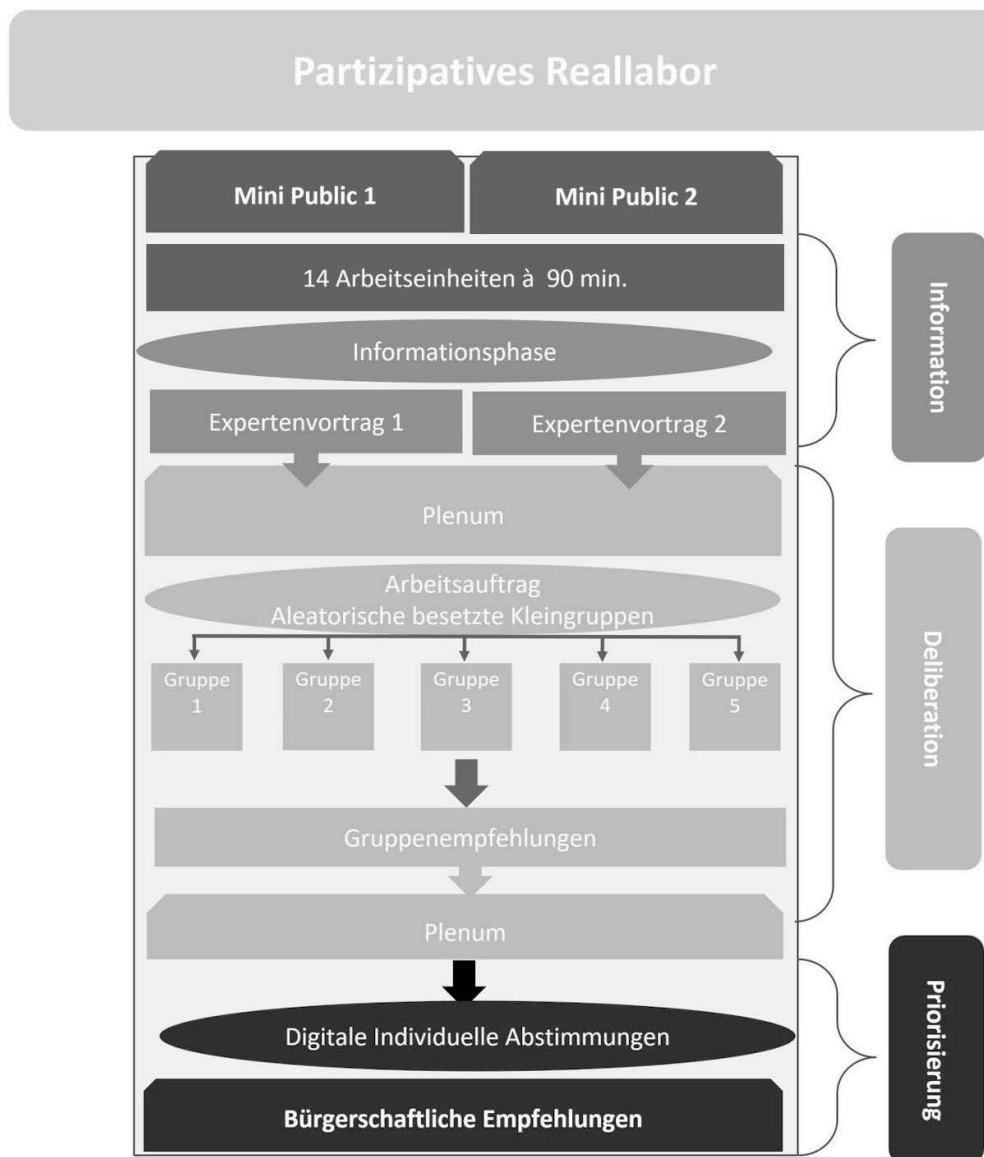 Partizipatives Reallabor
Mini Public 1
Mini Public 2
14 Arbeitseinheiten à 90 min.
Informationsphase
Expertenvortrag 1
Expertenvortrag 2
Information
Plenum
Arbeitsauftrag
Aleatorische besetzte Kleingruppen
Gruppe
1
Gruppe
2
Gruppe
3
Gruppe
4
Gruppe
5
Gruppenempfehlungen
Plenum
Deliberation
Digitale Individuelle Abstimmungen
Bürgerschaftliche Empfehlungen
Priorisierung